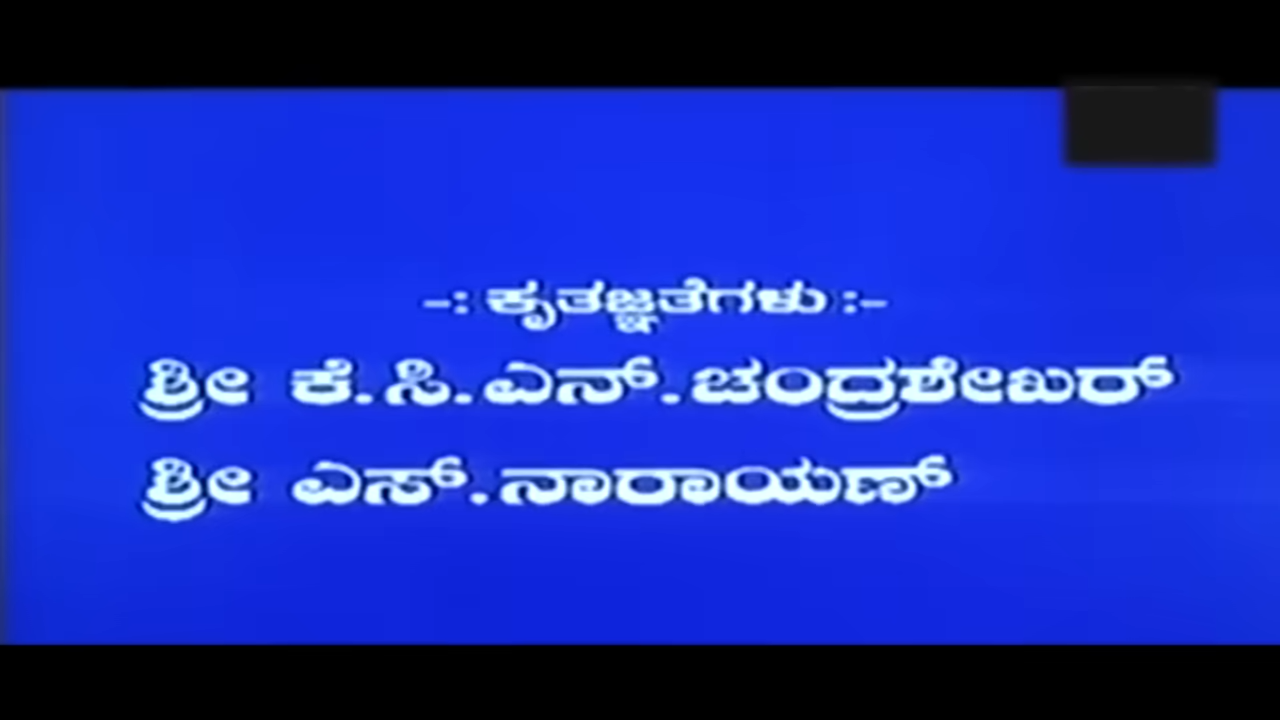 -: ಕೃತಜ್ಞತೆಗಳು :-
ಶ್ರೀ ಕೆ.ಸಿ.ಎನ್.ಚಂದ್ರಶೇಖರ್
ಶ್ರೀ ಎಸ್.ನಾರಾಯಣ್